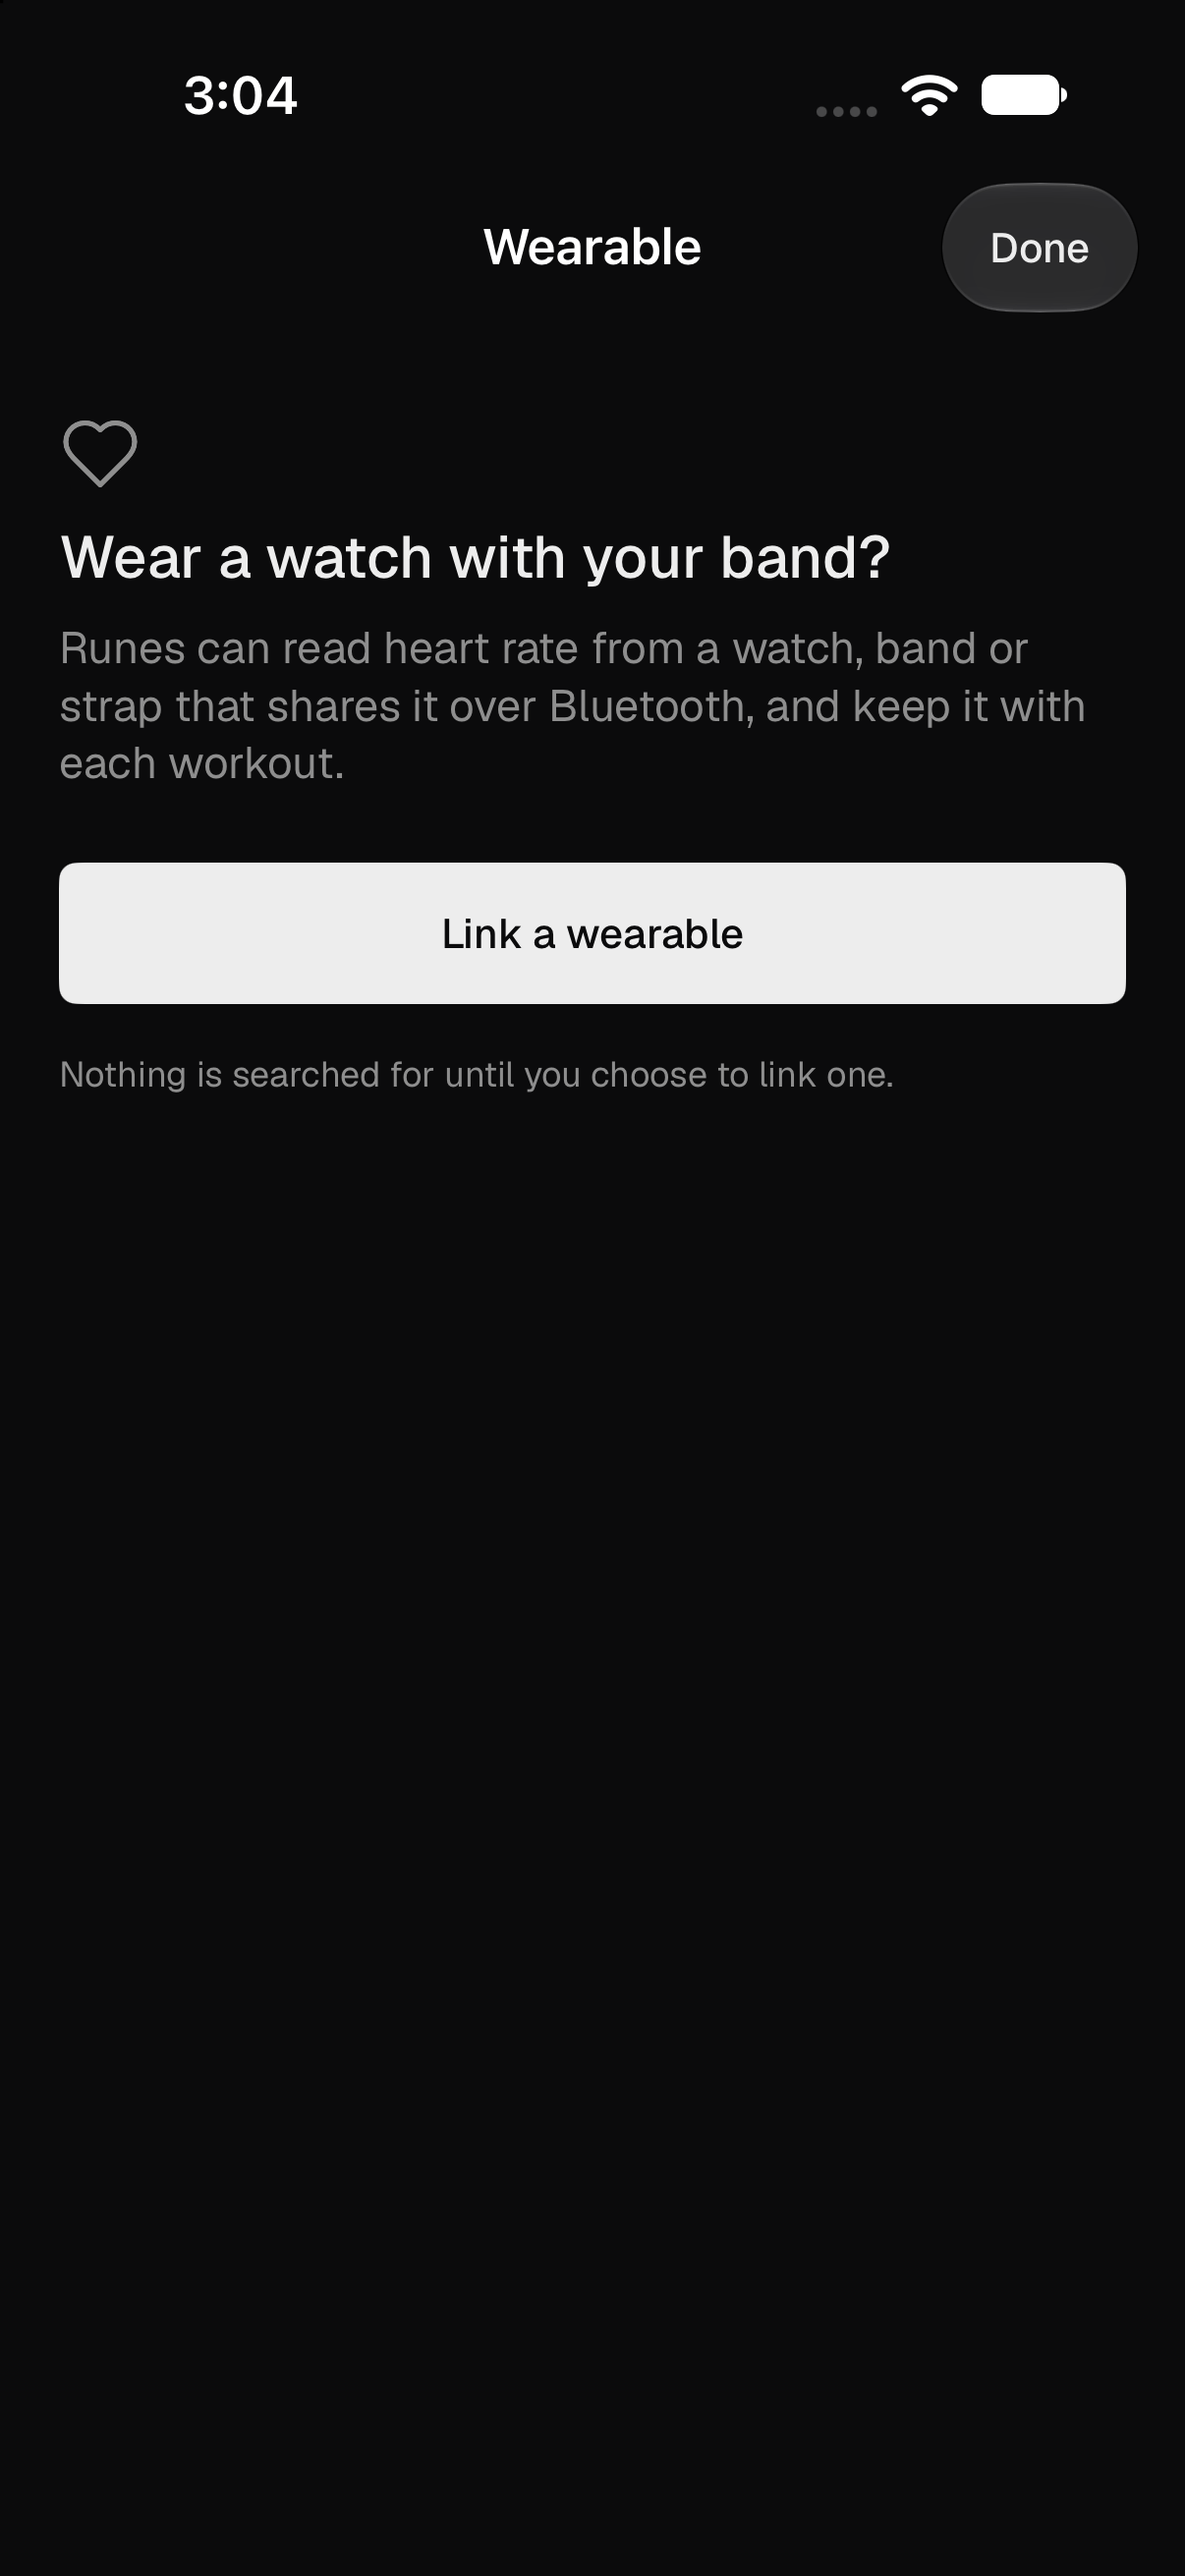 3:04
Wearable
Done
Wear a watch with your band?
Runes can read heart rate from a watch, band or
strap that shares it over Bluetooth, and keep it with
each workout.
Link a wearable
Nothing is searched for until you choose to link one.